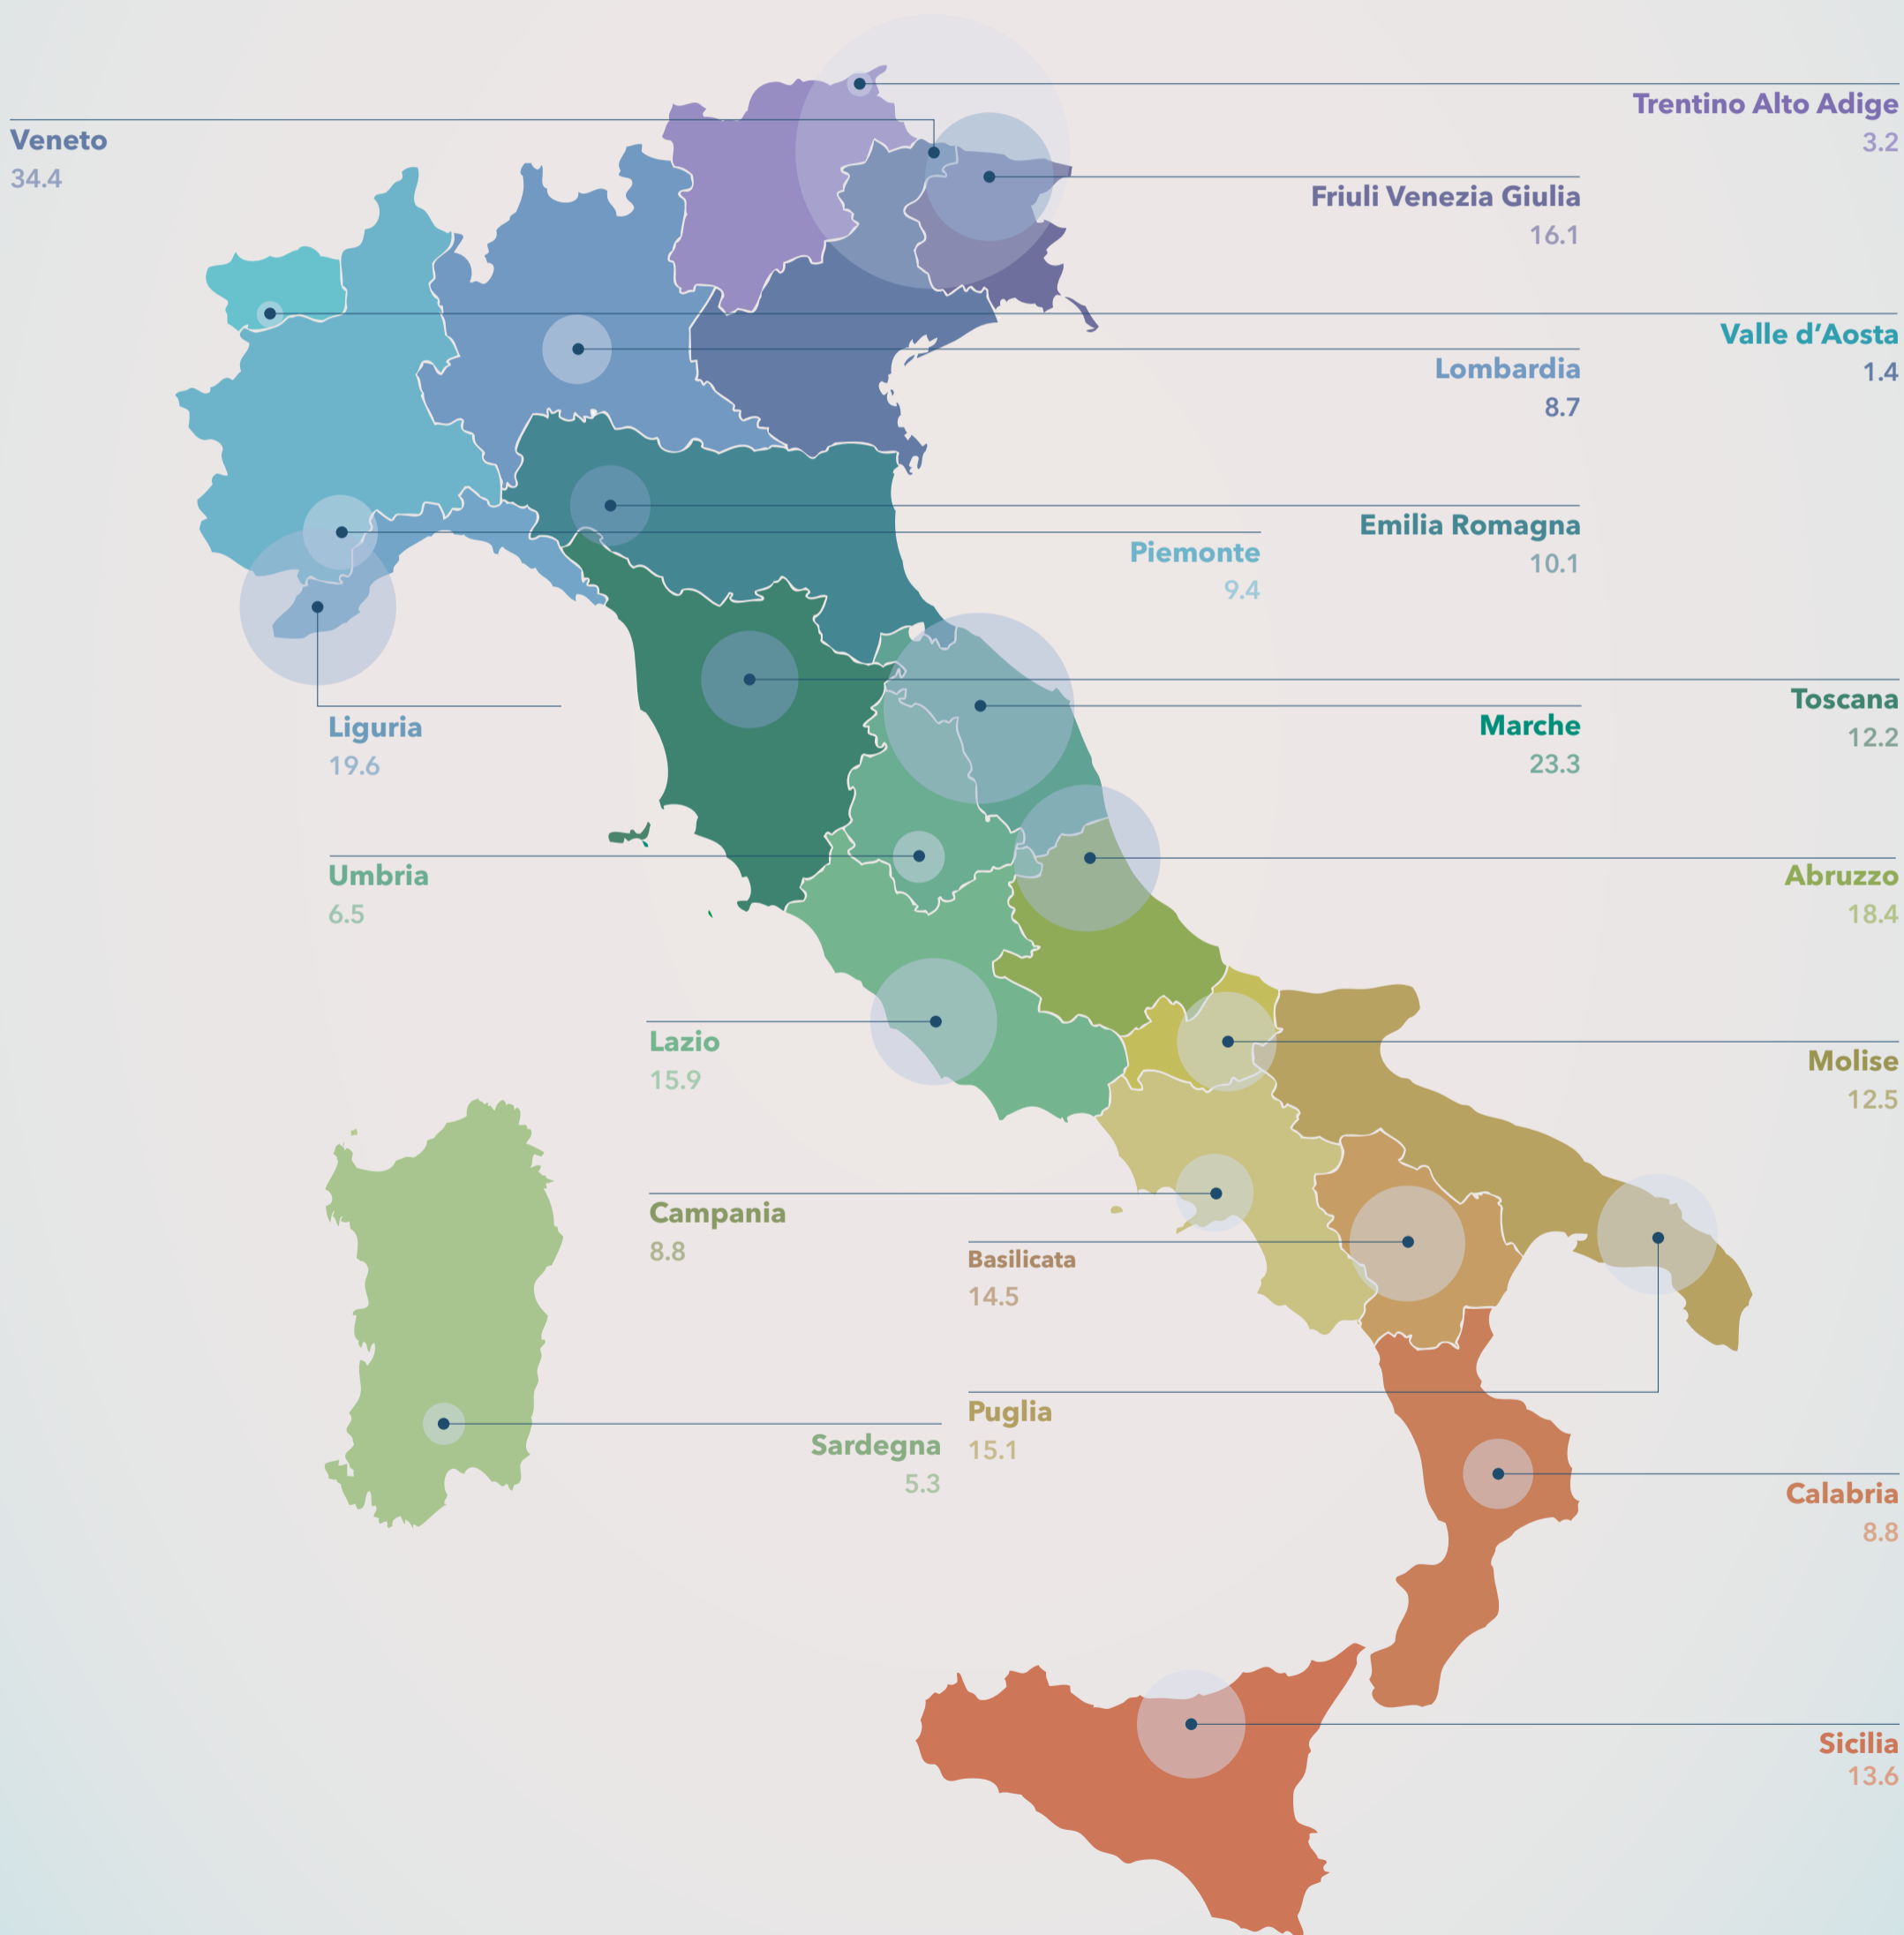 Trentino Alto Adige
3.2
Veneto
34.4
Friuli Venezia Giulia
16.1
Valle d’Aosta
1.4
Lombardia
8.7
Emilia Romagna
10.1
Piemonte
9.4
Toscana
12.2
Liguria
19.6
Marche
23.3
Umbria
6.5
Abruzzo
18.4
Lazio
15.9
Molise
12.5
Campania
8.8
Basilicata
14.5
Puglia
15.1
Sardegna
5.3
Calabria
8.8
Sicilia
13.6